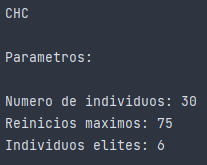 CHC
Parametros:
Numero de individuos: 30
Reinicios maximos: 75
Individuos elites: 6